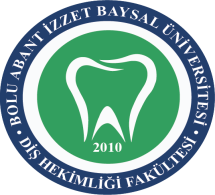 BOLU ABANT İZZET BAYSAL ÜNİVERSİTESİ
• DİŞ HEKİMLİĞİ FAKÜLTESİ •
2010